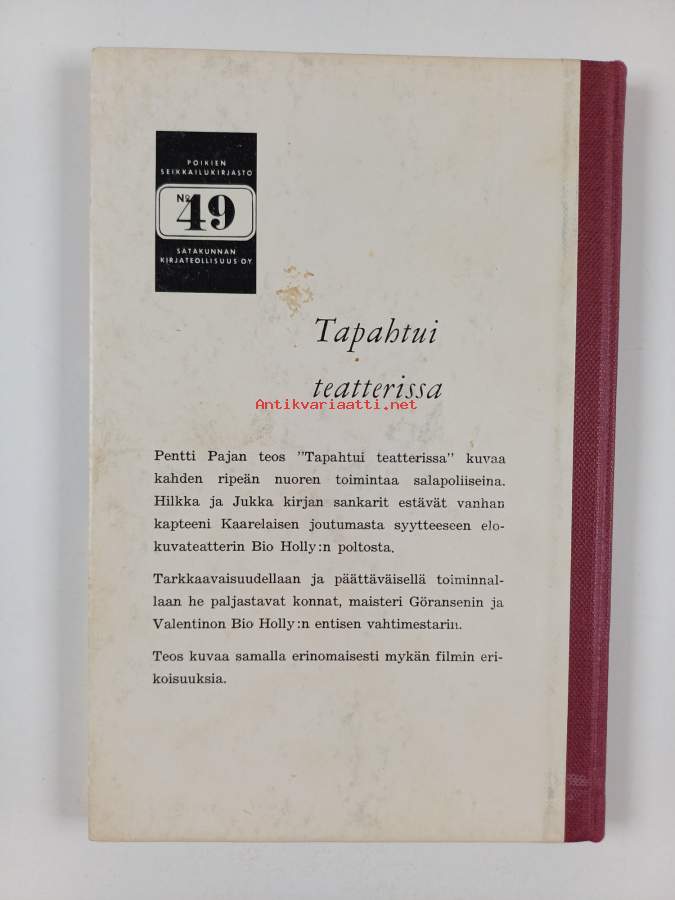 POIKIEN
SEIKKAILUKIRJASTO
No 49
SATAKUNNAN
KIRJATEOLLISUUS OY
Tapahtui
teatterissa
Antikvariaatti.net
Pentti Pajan teos "Tapahtui teatterissa" kuvaa
kahden ripeän nuoren toimintaa salapoliiseina.
Hilkka ja Jukka kirjan sankarit estävät vanhan
kapteeni Kaarelaisen joutumasta syytteeseen elo-
kuvateatterin Bio Holly:n poltosta.
Tarkkaavaisuudellaan ja päättäväisellä toiminnal-
laan he paljastavat konnat, maisteri Göransenin ja
Valentinon Bio Holly:n entisen vahtimestarin.
Teos kuvaa samalla erinomaisesti mykän filmin eri-
koisuuksia.